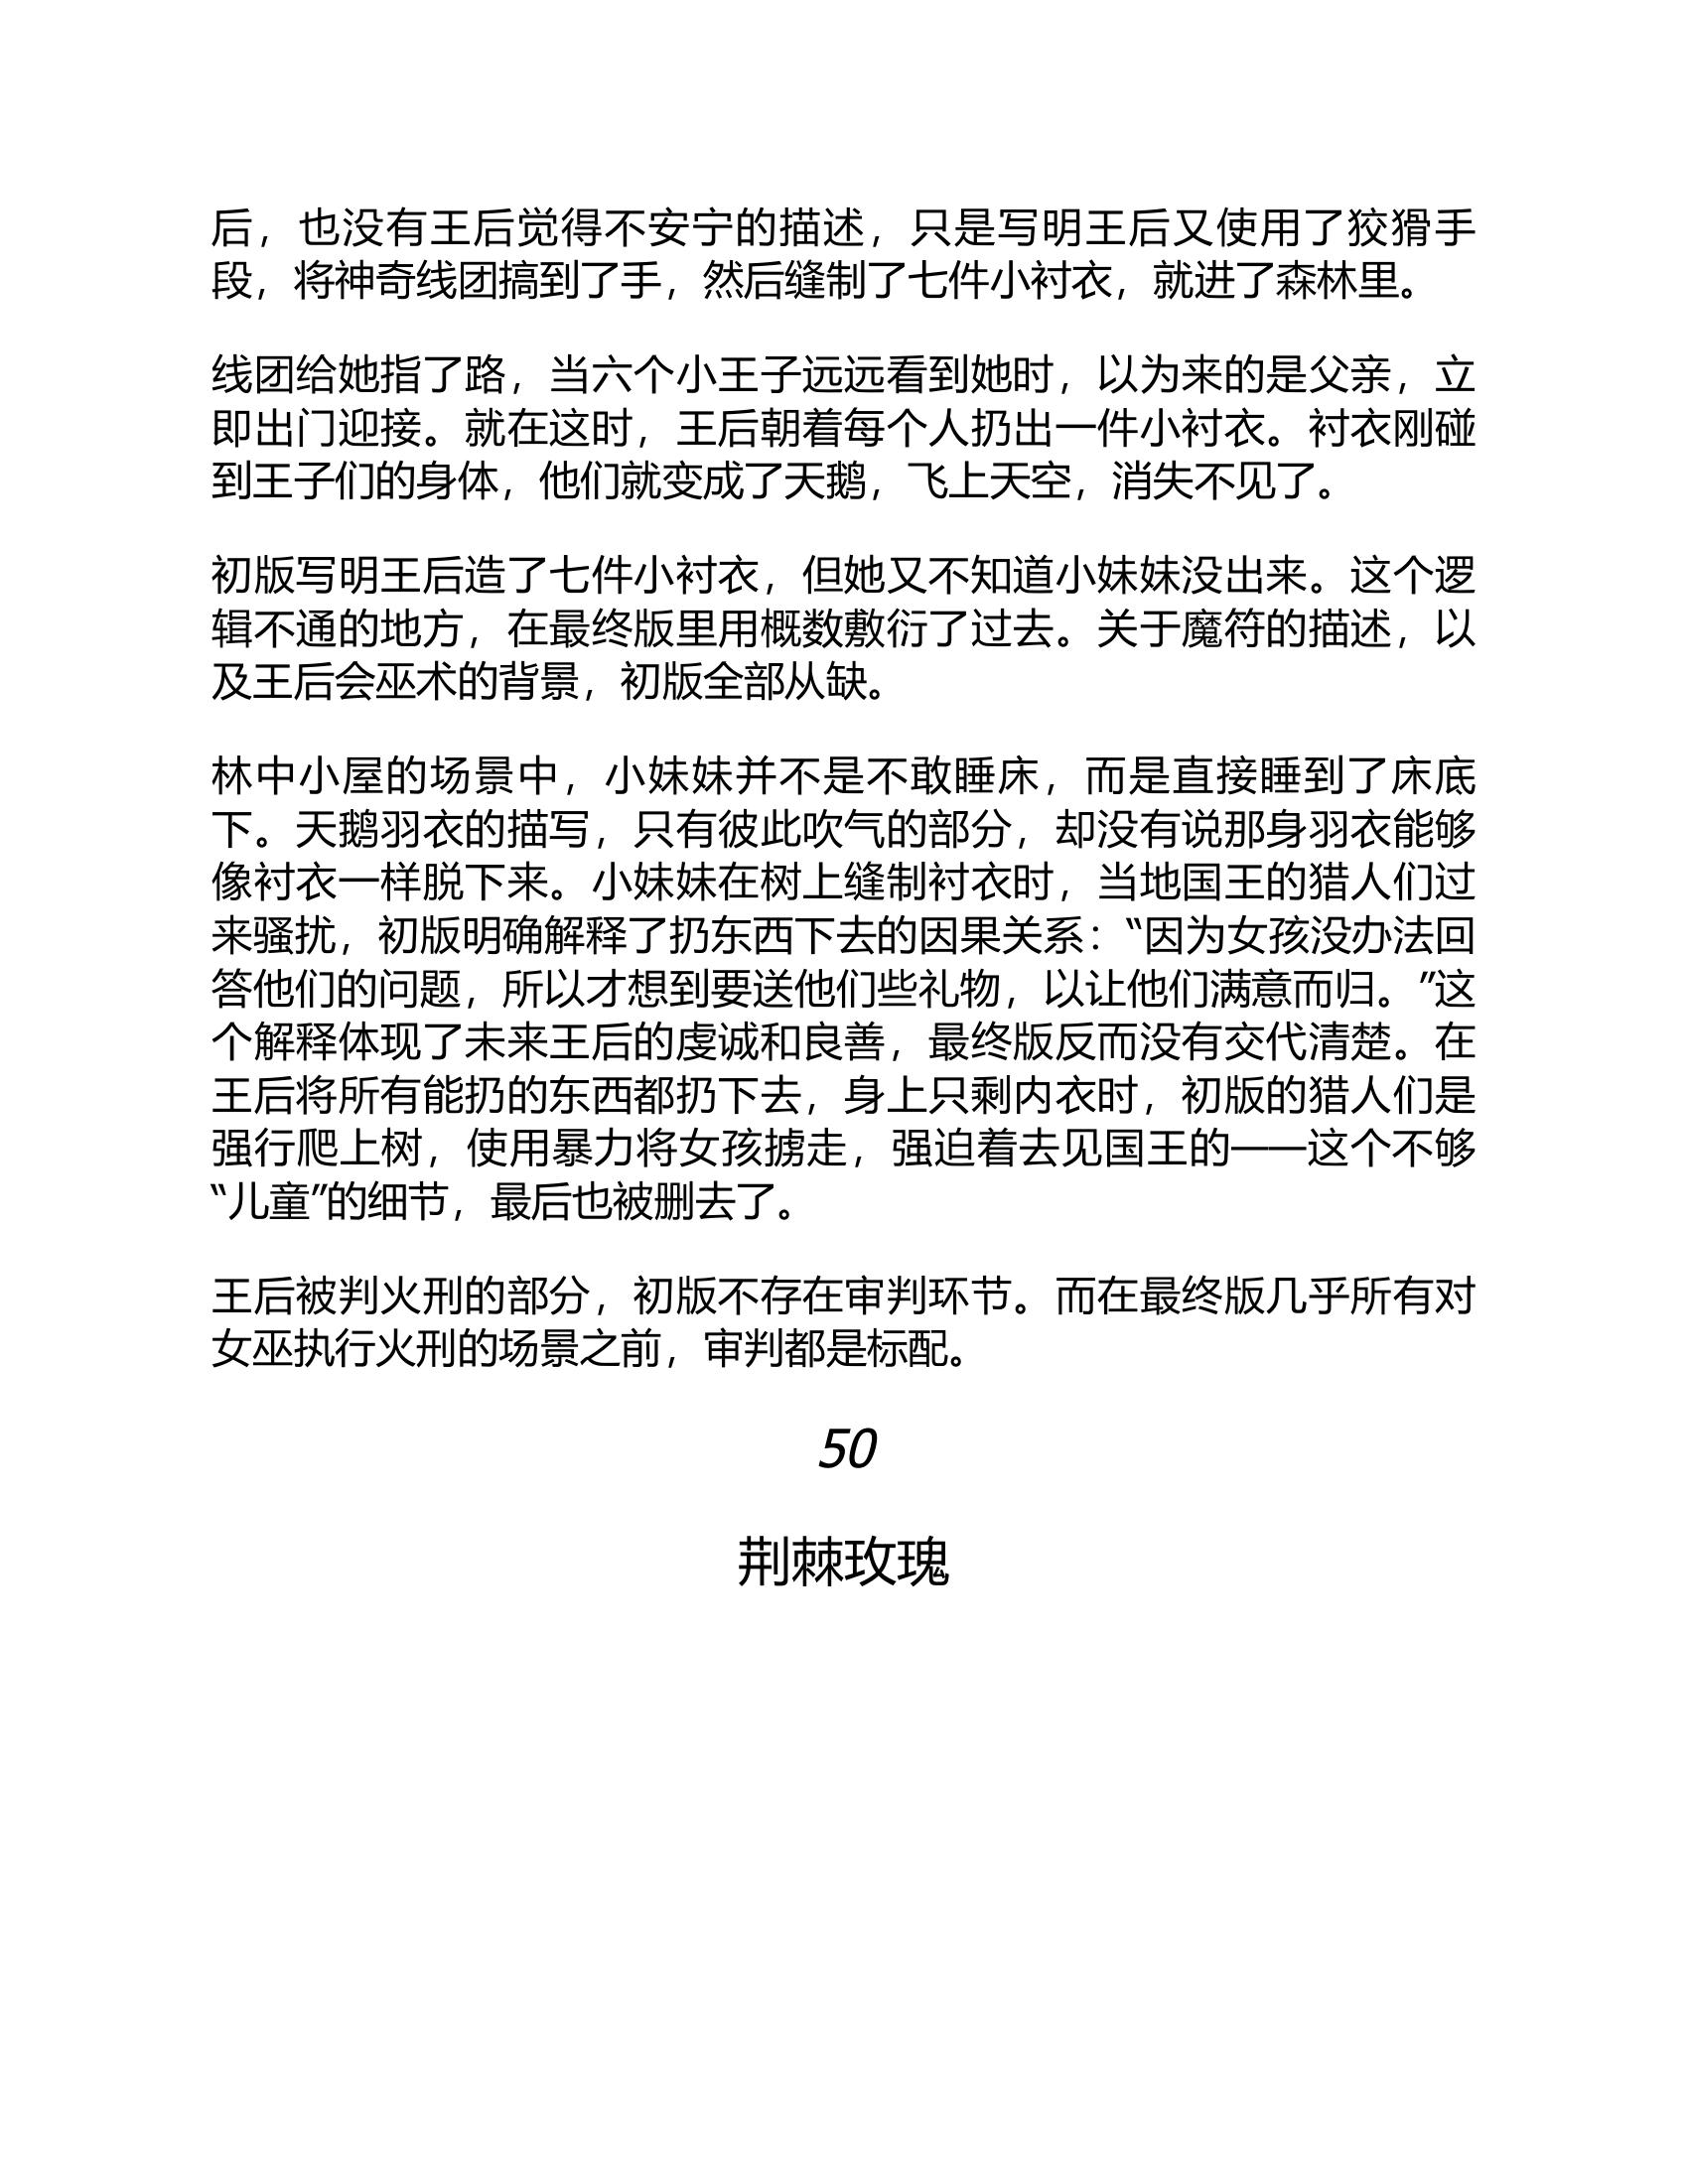 后，也没有王后觉得不安宁的描述，只是写明王后又使用了狡猾手
段，将神奇线团搞到了手，然后缝制了七件小衬衣，就进了森林里。
线团给她指了路，当六个小王子远远看到她时，以为来的是父亲，立
即出门迎接。就在这时，王后朝着每个人扔出一件小衬衣。衬衣刚碰
到王子们的身体，他们就变成了天鹅，飞上天空，消失不见了。
初版写明王后造了七件小衬衣，但她又不知道小妹妹没出来。这个逻
辑不通的地方，在最终版里用概数敷衍了过去。关于魔符的描述，以
及王后会巫术的背景，初版全部从缺。
林中小屋的场景中，小妹妹并不是不敢睡床，而是直接睡到了床底
下。天鹅羽衣的描写，只有彼此吹气的部分，却没有说那身羽衣能够
像衬衣一样脱下来。小妹妹在树上缝制衬衣时，当地国王的猎人们过
来骚扰，初版明确解释了扔东西下去的因果关系：“因为女孩没办法回
答他们的问题，所以才想到要送他们些礼物，以让他们满意而归。”这
个解释体现了未来王后的虔诚和良善，最终版反而没有交代清楚。在
王后将所有能扔的东西都扔下去，身上只剩内衣时，初版的猎人们是
强行爬上树，使用暴力将女孩掳走，强迫着去见国王的——这个不够
“儿童”的细节，最后也被删去了。
王后被判火刑的部分，初版不存在审判环节。而在最终版几乎所有对
女巫执行火刑的场景之前，审判都是标配。
50
荆棘玫瑰